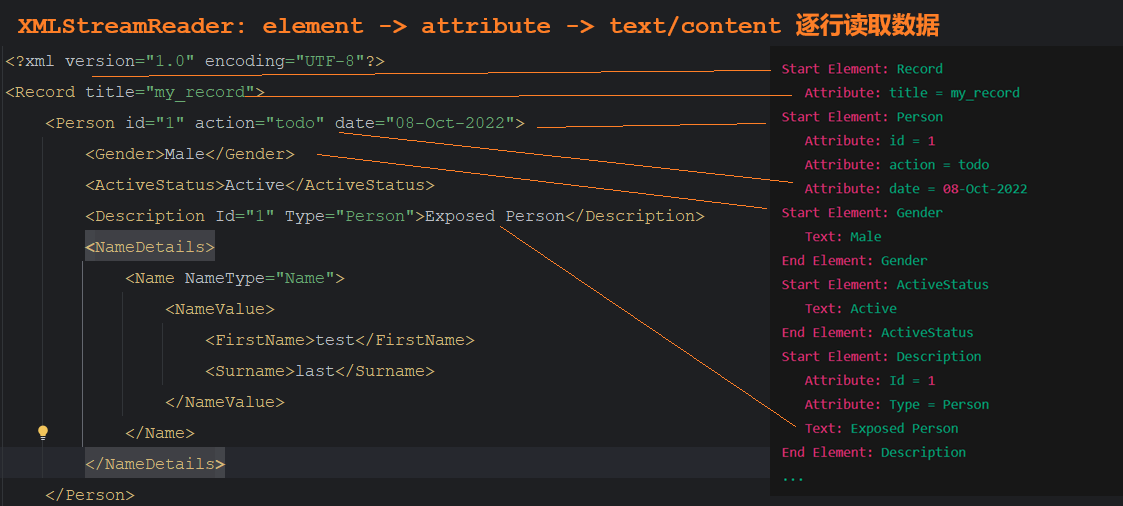 XMLStreamReader: element -> attribute -> text/content 逐行读取数据
<?xml version="1.0" encoding="UTF-8"?>
<Record title="my_record">
<Person id="1" action="todo" date="08-Oct-2022">
<Gender>Male</Gender>
<ActiveStatus>Active</ActiveStatus>
<Description Id="1" Type="Person">Exposed Person</Description>
<NameDetails>
<Name NameType="Name">
<NameValue>
<FirstName>test</FirstName>
<Surname>last</Surname>
</NameValue>
</Name>
</NameDetails>
</Person>
Start Element: Record
Attribute: title = my_record
Start Element: Person
Attribute: id = 1
Attribute: action = todo
Attribute: date = 08-Oct-2022
Start Element: Gender
Text: Male
End Element: Gender
Start Element: ActiveStatus
Text: Active
End Element: ActiveStatus
Start Element: Description
Attribute: Id = 1
Attribute: Type = Person
Text: Exposed Person
End Element: Description
...